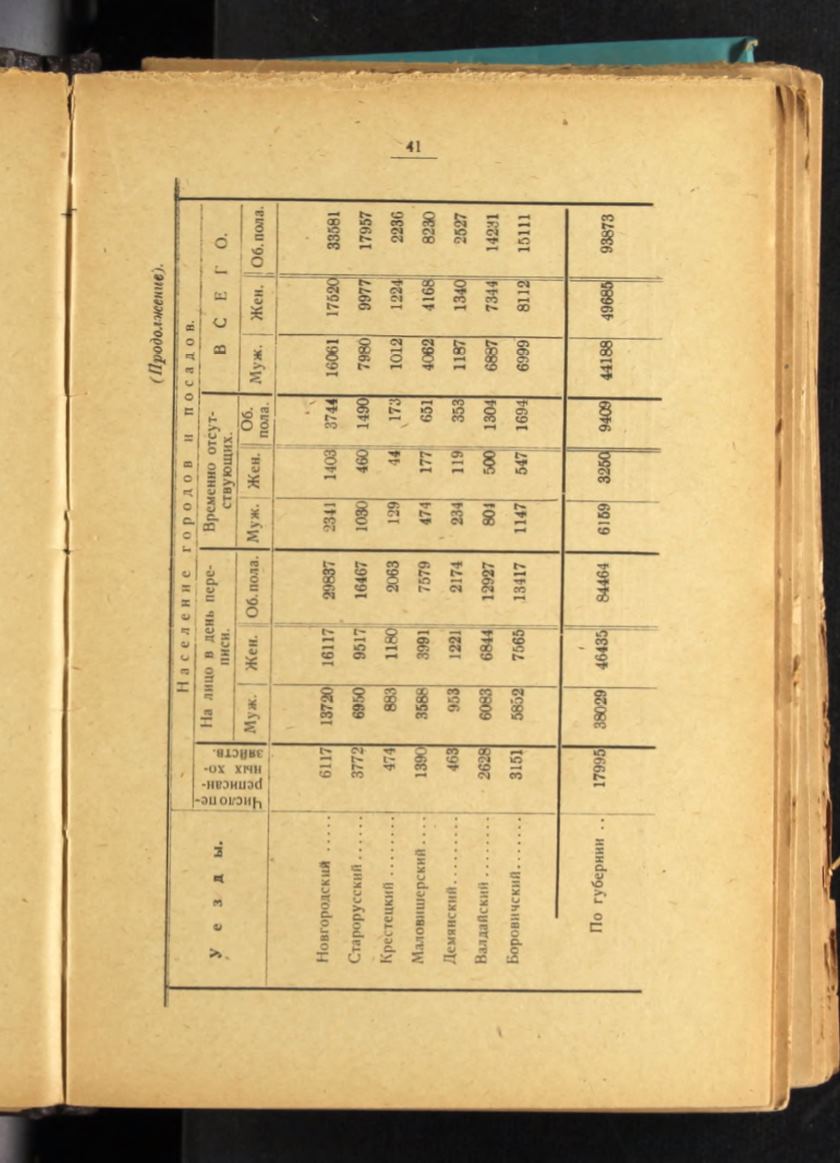 41
(Продолжение).
Население городов и посадов.
Уезды. Число переписанных хозяйств. На лицо в день переписи. Временно отсутствующих. ВСЕГО.
Муж. Жен. Об.пола. Муж. Жен. Об. пола. Муж. Жен. Об.пола.
Новгородский ..... 6117 13720 16117 29837 2341 1403 3744 16061 17520 33581
Старорусский...... 3772 6950 9517 16467 1030 460 1490 7980 9977 17957
Крестецкий ........ 474 883 1180 2063 129 44 173 1012 1224 2236
Маловишерский.... 1390 3588 3991 7579 474 177 651 4062 4168 8230
Демянский......... 463 953 1221 2174 234 119 353 1187 1340 2527
Валдайский ........ 2628 6083 6844 12927 804 500 1304 6887 7344 14231
Боровичский....... 3151 5852 7565 13417 1147 547 1694 6999 8112 15111
По губернии .. 17995 38029 46435 84464 6159 3250 9409 44188 49685 93873